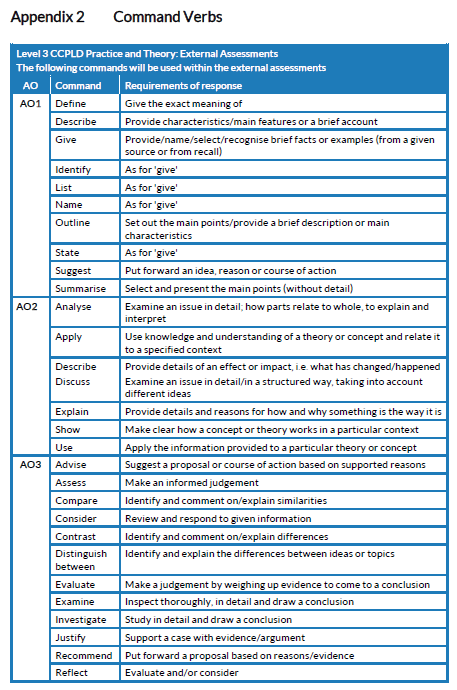 Appendix 2 Command Verbs
Level 3 CCPLD Practice and Theory: External Assessments
The following commands will be used within the external assessments
AO Command Requirements of response
AO1 Define Give the exact meaning of
Describe Provide characteristics/main features or a brief account
Give Provide/name/select/recognise brief facts or examples (from a given
source or from recall)
Identify As for 'give'
List As for 'give'
Name As for 'give'
Outline Set out the main points/provide a brief description or main
characteristics
State As for 'give'
Suggest Put forward an idea, reason or course of action
Summarise Select and present the main points (without detail)
AO2 Analyse Examine an issue in detail; how parts relate to whole, to explain and
interpret
Apply Use knowledge and understanding of a theory or concept and relate it
to a specified context
Describe Provide details of an effect or impact, i.e. what has changed/happened
Discuss Examine an issue in detail/in a structured way, taking into account
different ideas
Explain Provide details and reasons for how and why something is the way it is
Show Make clear how a concept or theory works in a particular context
Use Apply the information provided to a particular theory or concept
AO3 Advise Suggest a proposal or course of action based on supported reasons
Assess Make an informed judgement
Compare Identify and comment on/explain similarities
Consider Review and respond to given information
Contrast Identify and comment on/explain differences
Distinguish Identify and explain the differences between ideas or topics
between
Evaluate Make a judgement by weighing up evidence to come to a conclusion
Examine Inspect thoroughly, in detail and draw a conclusion
Investigate Study in detail and draw a conclusion
Justify Support a case with evidence/argument
Recommend Put forward a proposal based on reasons/evidence
Reflect Evaluate and/or consider